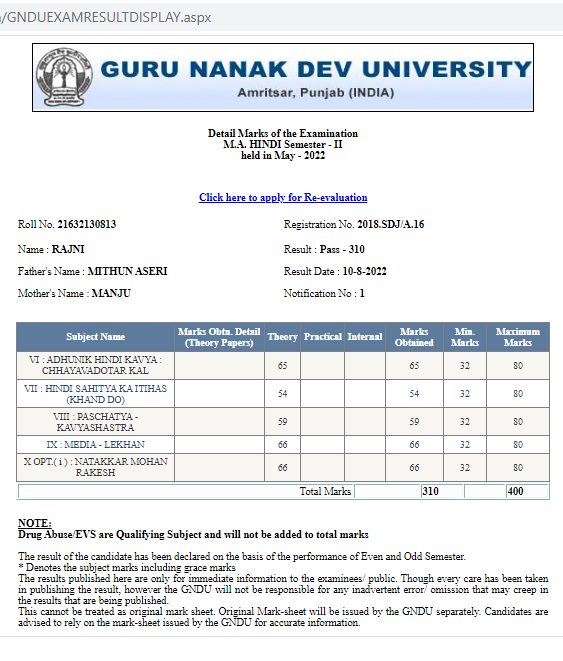 /GNDUEXAMRESULTDISPLAY.aspx
GURU NANAK DEV UNIVERSITY
Amritsar, Punjab (INDIA)
Detail Marks of the Examination
M.A. HINDI Semester - II
held in May - 2022
Click here to apply for Re-evaluation
Roll No. 21632130813 Registration No. 2018.SDJ/A.16
Name : RAJNI Result : Pass - 310
Father's Name : MITHUN ASERI Result Date : 10-8-2022
Mother's Name : MANJU Notification No : 1
Subject Name Marks Obtn. Detail (Theory Papers) Theory Practical Internal Marks Obtained Min. Marks Maximum Marks
VI : ADHUNIK HINDI KAVYA :
CHHAYAVADOTAR KAL 65 65 32 80
VII : HINDI SAHITYA KA ITIHAS
(KHAND DO) 54 54 32 80
VIII : PASCHATYA -
KAVYASHASTRA 59 59 32 80
IX : MEDIA - LEKHAN 66 66 32 80
X OPT.( i ) : NATAKKAR MOHAN
RAKESH 66 66 32 80
Total Marks 310 400
NOTE:
Drug Abuse/EVS are Qualifying Subject and will not be added to total marks
The result of the candidate has been declared on the basis of the performance of Even and Odd Semester.
* Denotes the subject marks including grace marks
The results published here are only for immediate information to the examinees/ public. Though every care has been taken
in publishing the result, however the GNDU will not be responsible for any inadvertent error/ omission that may creep in
the results that are being published.
This cannot be treated as original mark sheet. Original Mark-sheet will be issued by the GNDU separately. Candidates are
advised to rely on the mark-sheet issued by the GNDU for accurate information.